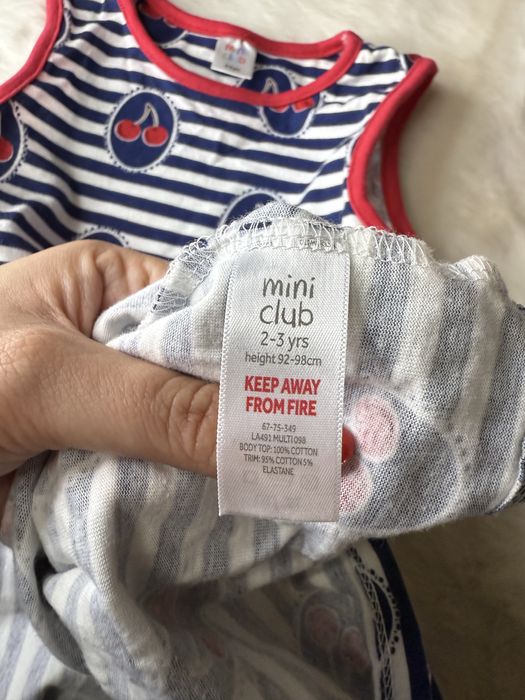 mini
club
2-3 yrs
height 92-98cm
KEEP AWAY
FROM FIRE
67-75-349
LA491 MULTI 098
BODY TOP: 100% COTTON
TRIM: 95% COTTON 5%
ELASTANE